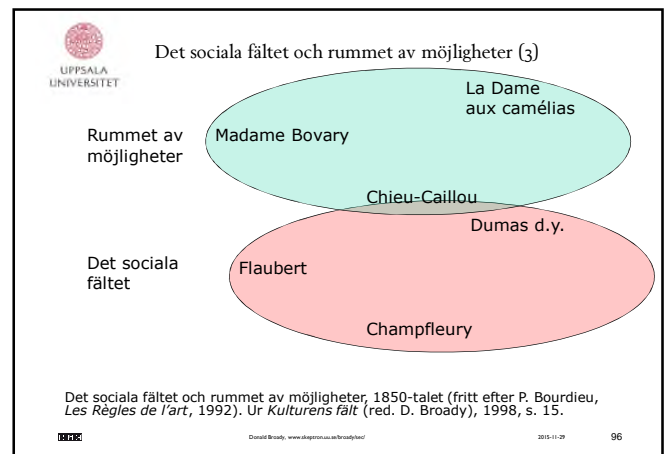 Det sociala fältet och rummet av möjligheter (3)
UPPSALA
UNIVERSITET
La Dame
aux camélias
Rummet av
möjligheter
Madame Bovary
Chieu-Caillou
Dumas d.y.
Det sociala
fältet
Flaubert
Champfleury
Det sociala fältet och rummet av möjligheter, 1850-talet (fritt efter P. Bourdieu,
Les Règles de l’art, 1992). Ur Kulturens fält (red. D. Broady), 1998, s. 15.
Donald Broady, www.skeptron.uu.se/broady/sec/
2015-11-29
96